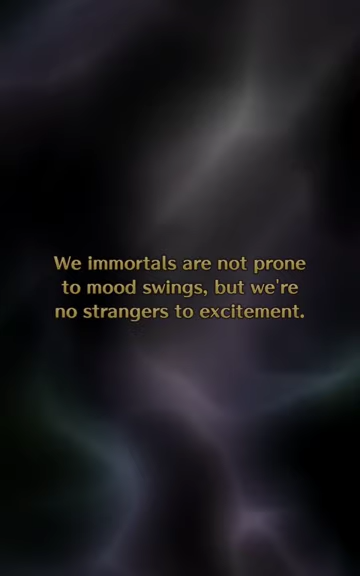 We immortals are not prone
to mood swings, but we're
no strangers to excitement.